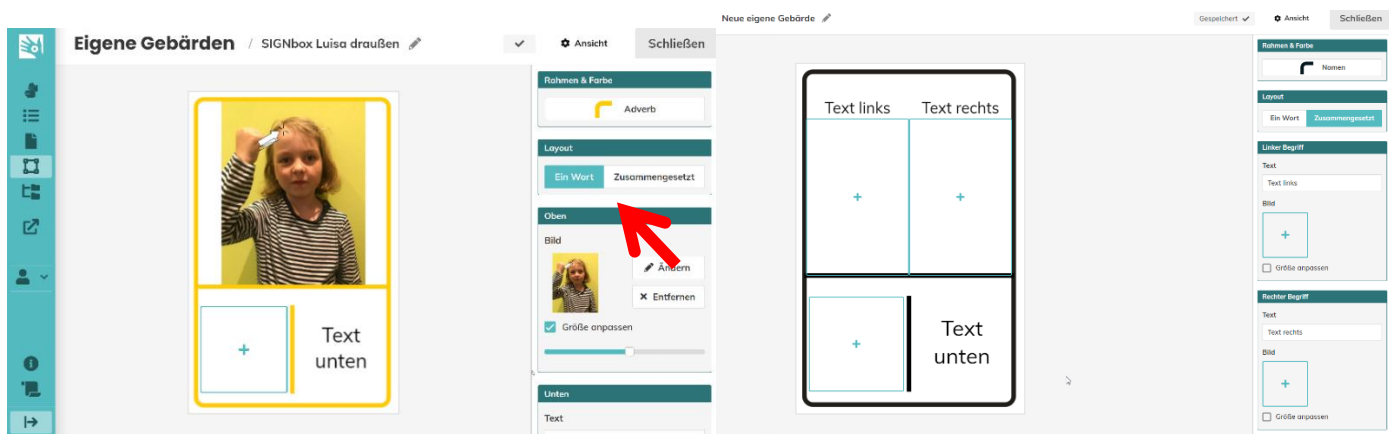 Eigene Gebärden / SIGNbox Luisa draußen
Ansicht
Schließen
Rahmen & Farbe
Adverb
Layout
Ein Wort
Zusammengesetzt
Oben
Bild
Ändern
Entfernen
Größe anpassen
Unten
Text
Text
unten
Neue eigene Gebärde
Gespeichert
Ansicht
Schließen
Text links
Text rechts
Text
unten
Rahmen & Farbe
Nomen
Layout
Ein Wort
Zusammengesetzt
Linker Begriff
Text
Text links
Bild
Größe anpassen
Rechter Begriff
Text
Text rechts
Bild
Größe anpassen